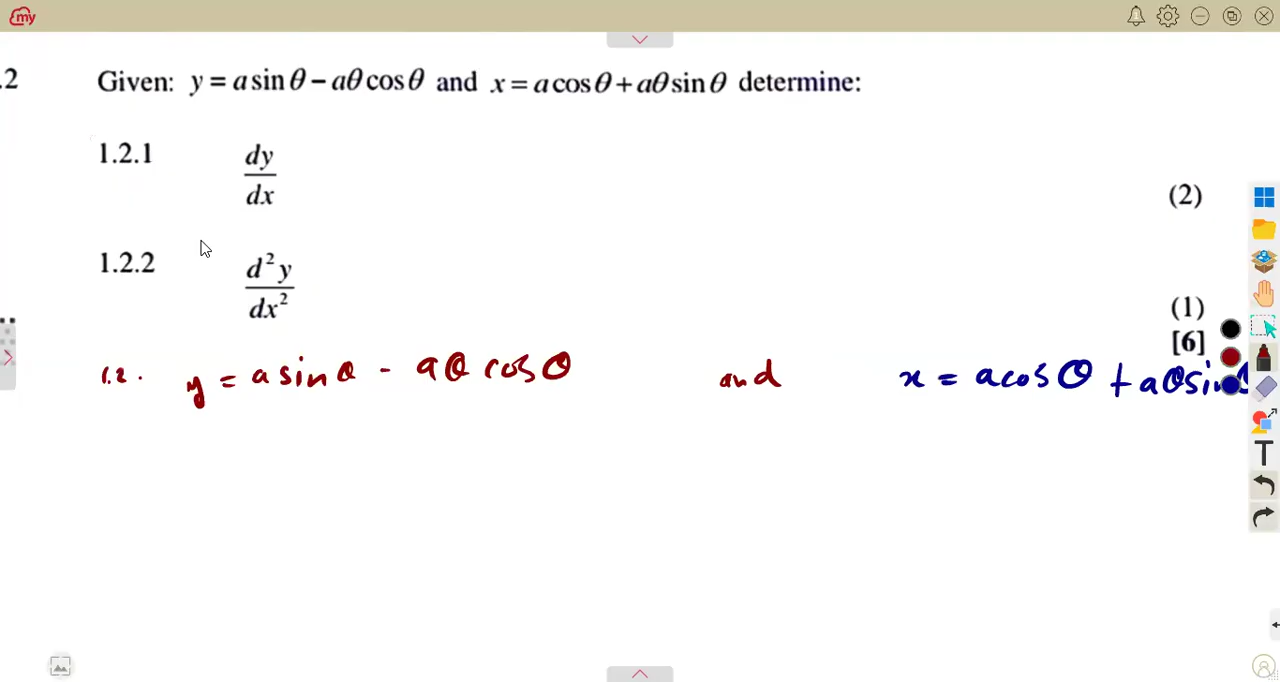 my
.2 Given: y = a sin θ − aθ cos θ and x = a cos θ + aθ sin θ determine:
1.2.1 dy/dx
(2)
1.2.2 d²y/dx²
(1)
[6]
1.2. y = a sin θ - aθ cos θ and x = a cos θ + aθ sin θ
T